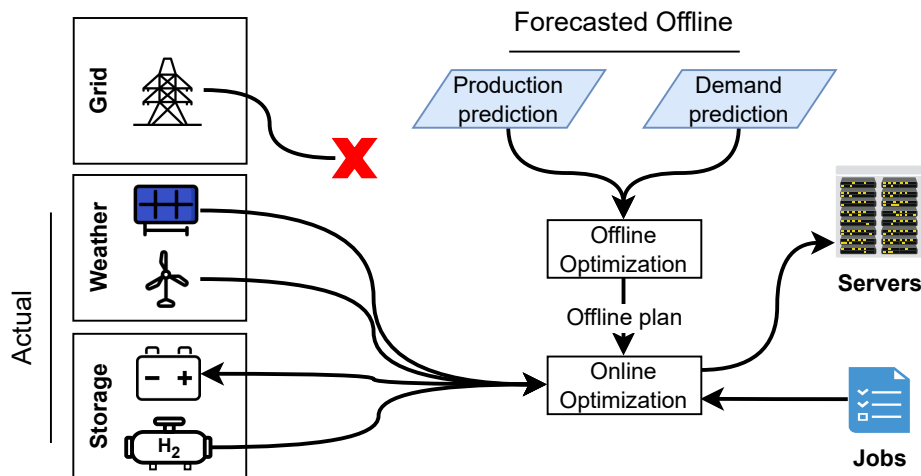 Forecasted Offline
Grid
Production
prediction
Demand
prediction
Actual
Weather
Offline
Optimization
Servers
Offline plan
Storage
− +
Online
Optimization
H2
Jobs